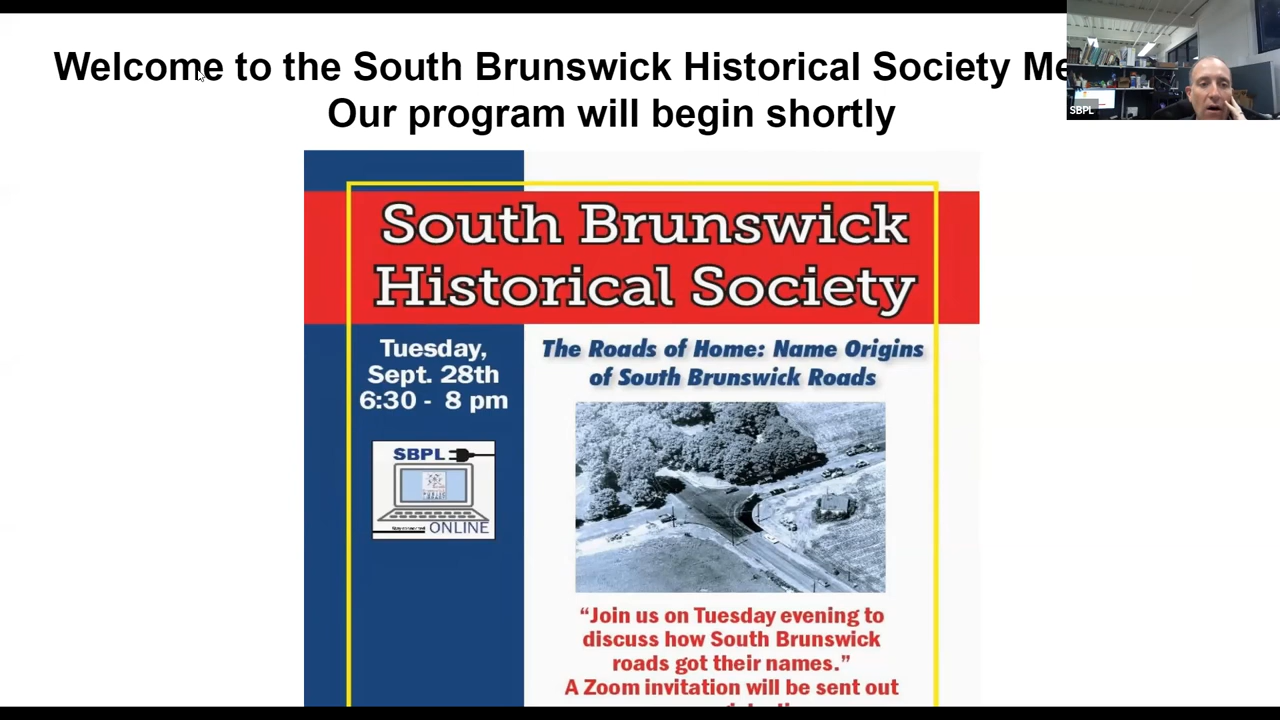 Welcome to the South Brunswick Historical Society Me
Our program will begin shortly
SBPL
South Brunswick
Historical Society
Tuesday,
Sept. 28th
6:30 - 8 pm
The Roads of Home: Name Origins
of South Brunswick Roads
SBPL
ONLINE
“Join us on Tuesday evening to
discuss how South Brunswick
roads got their names.”
A Zoom invitation will be sent out